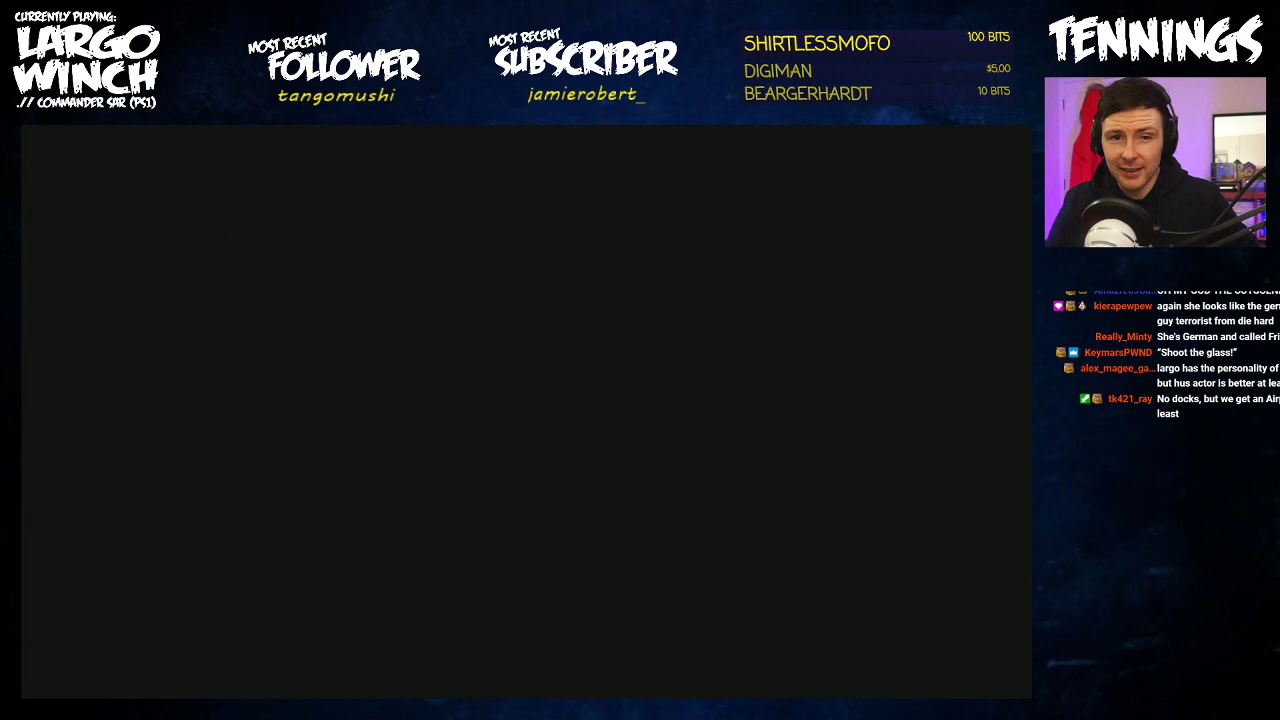 CURRENTLY PLAYING:
LARGO
WINCH
.// COMMANDER SAR (PS1)
MOST RECENT
FOLLOWER
tangomushi
MOST RECENT
SUBSCRIBER
jamierobert_
SHIRTLESSMOFO 100 BITS
DIGIMAN $5.00
BEARGERHARDT 10 BITS
TENNINGS
kierapewpew again she looks like the
guy terrorist from die hard
Really_Minty She's German and called
KeymarsPWND “Shoot the glass!”
alex_magee_ga... largo has the personality of
but hus actor is better at
tk421_ray No docks, but we get an
least